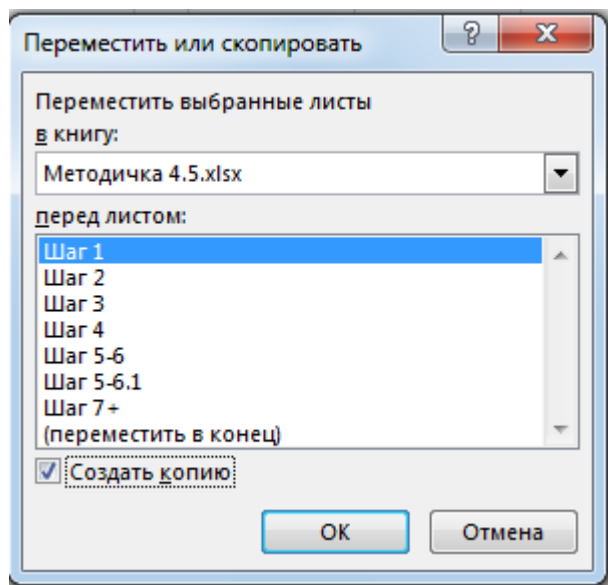 Переместить или скопировать
Переместить выбранные листы
в книгу:
Методичка 4.5.xlsx
перед листом:
Шаг 1
Шаг 2
Шаг 3
Шаг 4
Шаг 5-6
Шаг 5-6.1
Шаг 7+
(переместить в конец)
Создать копию
ОК Отмена